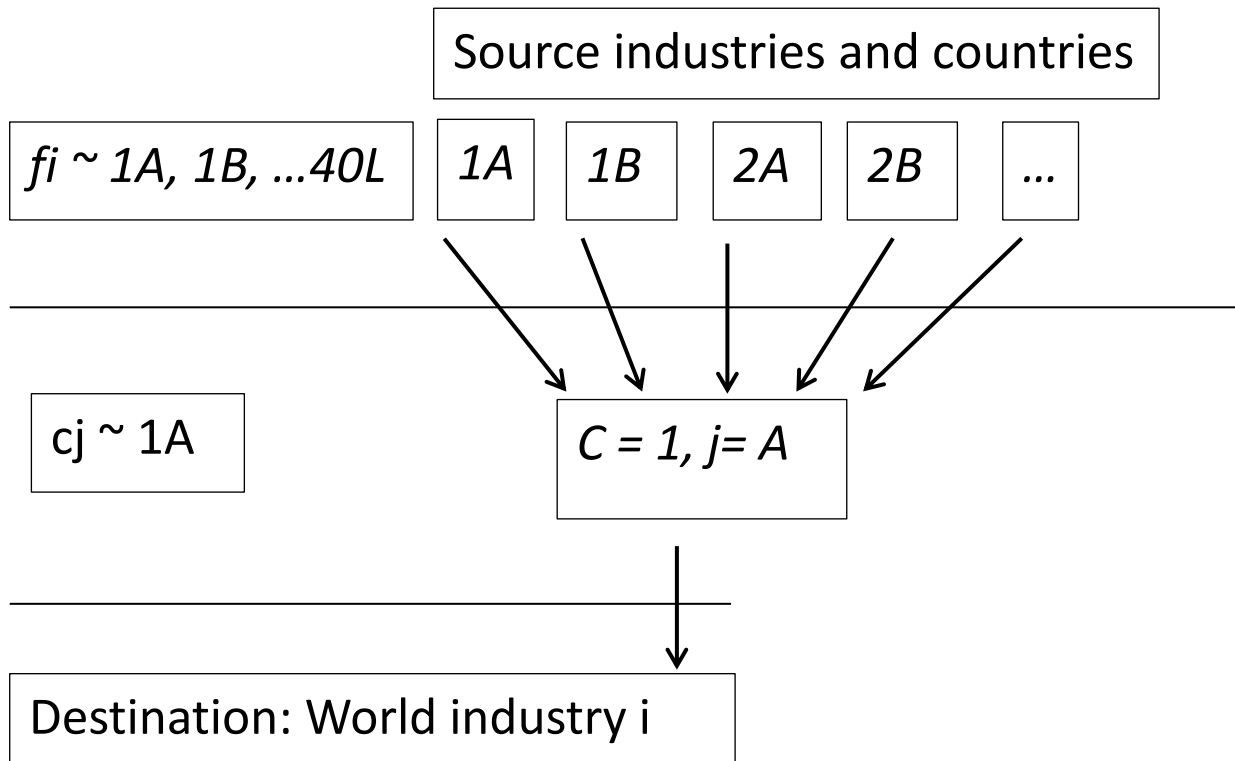 Source industries and countries
fi ~ 1A, 1B, ...40L
1A
1B
2A
2B
...
cj ~ 1A
C = 1, j= A
Destination: World industry i